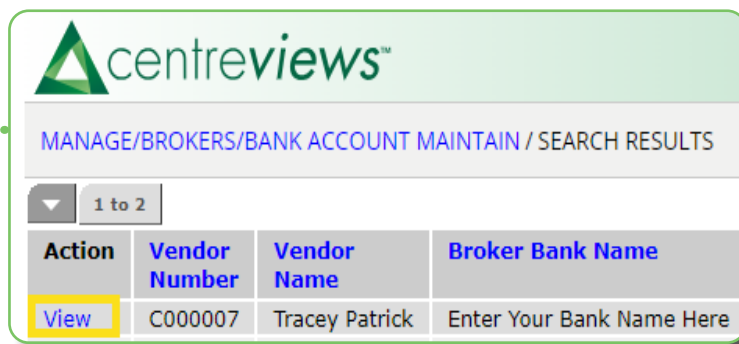 centreviews™
MANAGE/BROKERS/BANK ACCOUNT MAINTAIN / SEARCH RESULTS
1 to 2
Action Vendor Number Vendor Name Broker Bank Name
View C000007 Tracey Patrick Enter Your Bank Name Here